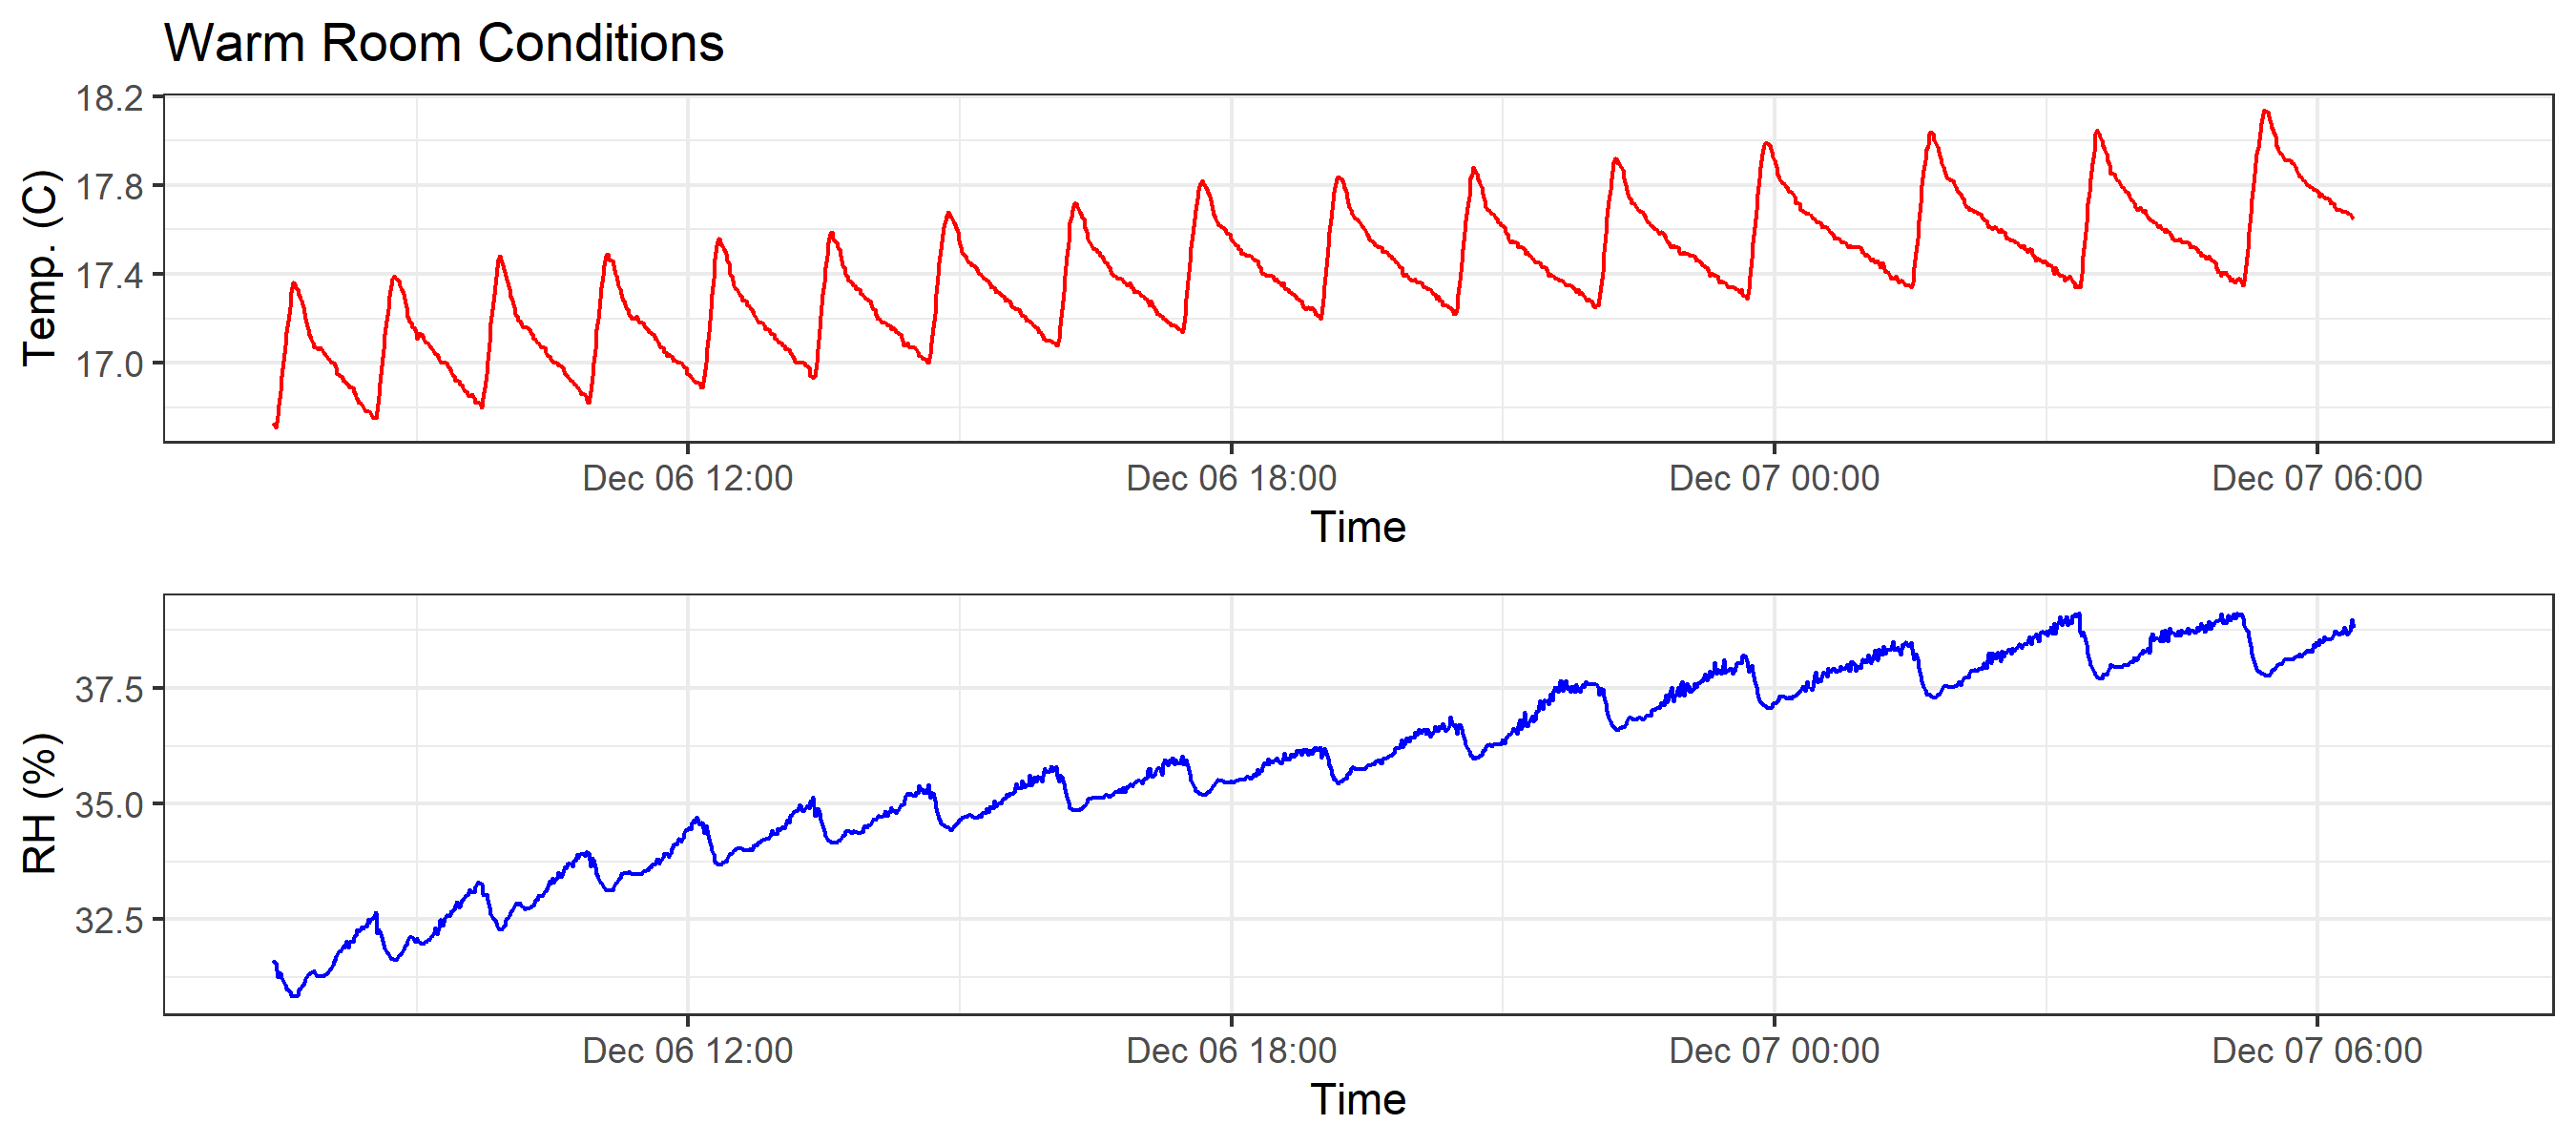 Warm Room Conditions
18.2
17.8
17.4
17.0
Temp. (C)
Dec 06 12:00 Dec 06 18:00 Dec 07 00:00 Dec 07 06:00
Time
37.5
35.0
32.5
RH (%)
Dec 06 12:00 Dec 06 18:00 Dec 07 00:00 Dec 07 06:00
Time